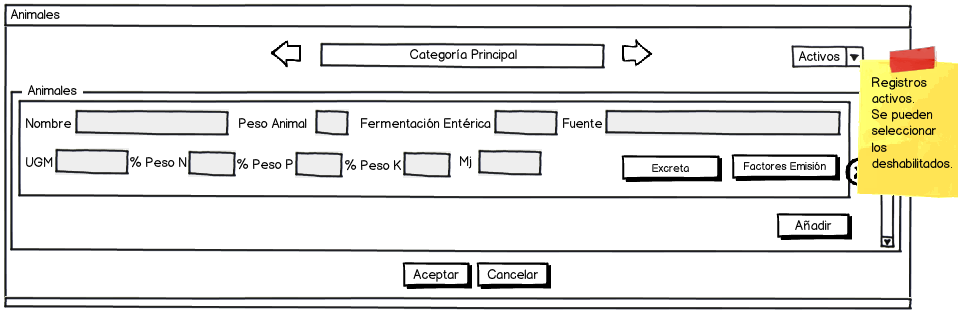 Animales
Categoría Principal
Activos
Registros
activos.
Se pueden
seleccionar
los
deshabilitados.
Animales
Nombre Peso Animal Fermentación Entérica Fuente
UGM % Peso N % Peso P % Peso K Mj
Excreta Factores Emisión
Añadir
Aceptar Cancelar